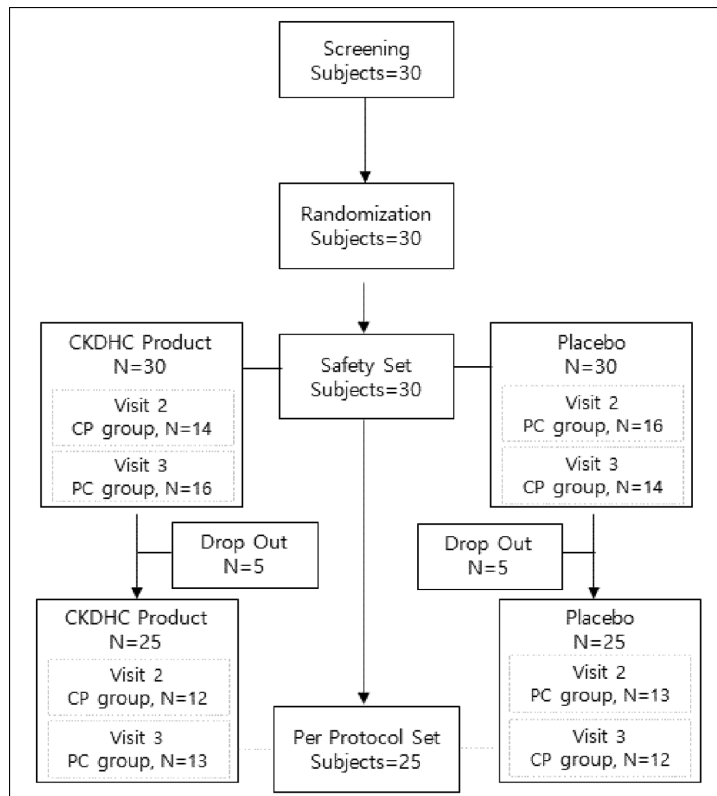 Screening
Subjects=30
Randomization
Subjects=30
CKDHC Product
N=30
Visit 2
CP group, N=14
Visit 3
PC group, N=16
Safety Set
Subjects=30
Placebo
N=30
Visit 2
PC group, N=16
Visit 3
CP group, N=14
Drop Out
N=5
Drop Out
N=5
CKDHC Product
N=25
Visit 2
CP group, N=12
Visit 3
PC group, N=13
Per Protocol Set
Subjects=25
Placebo
N=25
Visit 2
PC group, N=13
Visit 3
CP group, N=12